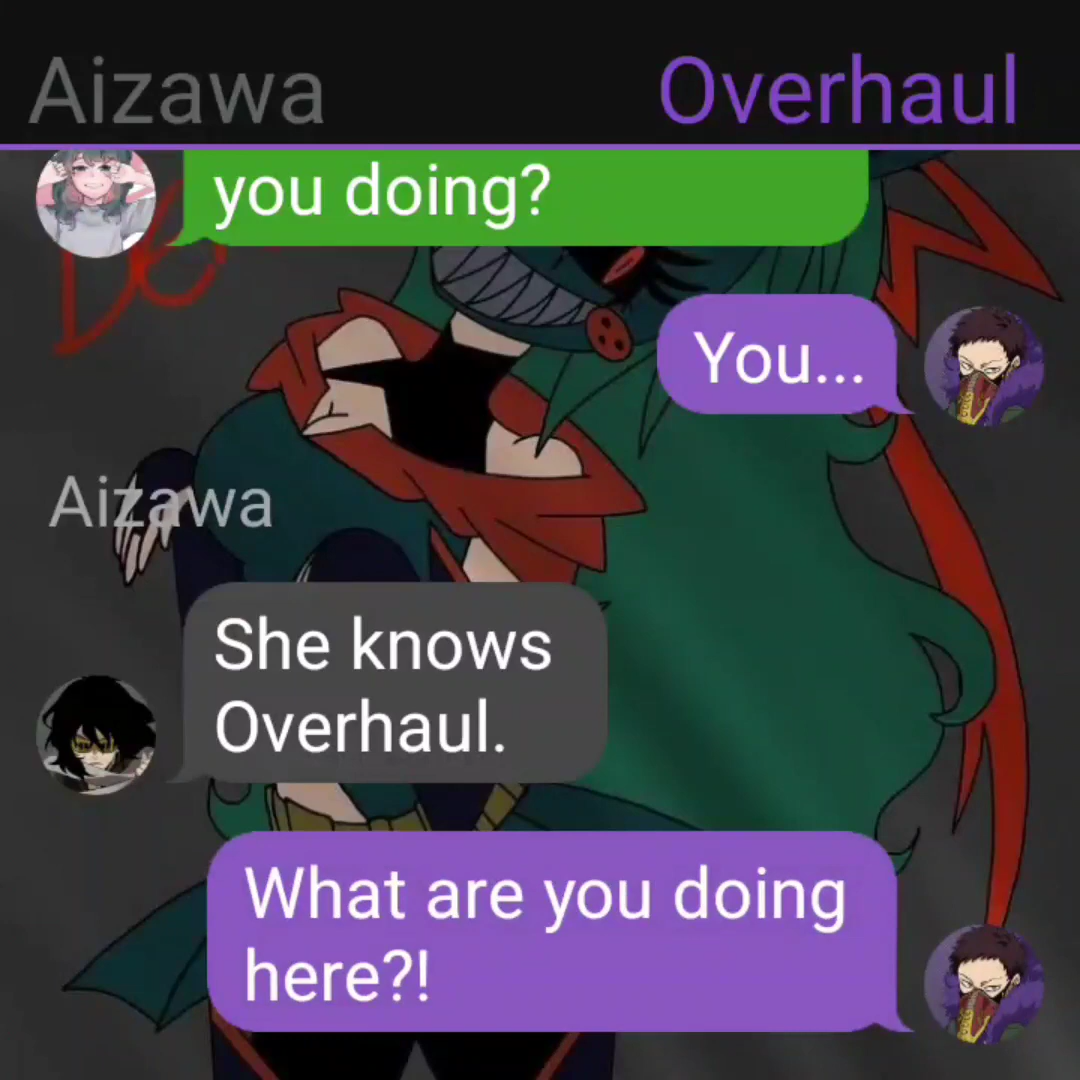 Aizawa Overhaul
you doing?
You...
Aizawa
She knows
Overhaul.
What are you doing
here?!